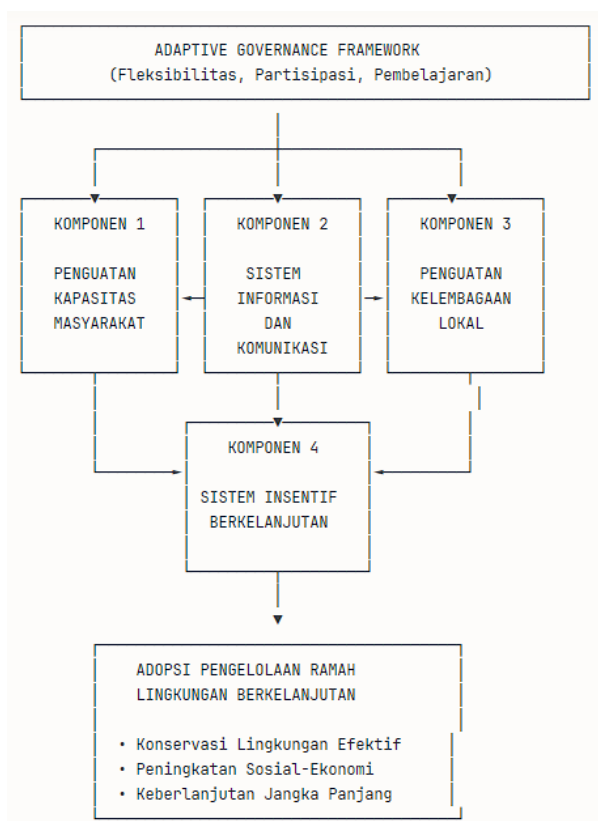 ADAPTIVE GOVERNANCE FRAMEWORK
(Fleksibilitas, Partisipasi, Pembelajaran)
KOMPONEN 1
PENGUATAN
KAPASITAS
MASYARAKAT
KOMPONEN 2
SISTEM
INFORMASI
DAN
KOMUNIKASI
KOMPONEN 3
PENGUATAN
KELEMBAGAAN
LOKAL
KOMPONEN 4
SISTEM INSENTIF
BERKELANJUTAN
ADOPSI PENGELOLAAN RAMAH
LINGKUNGAN BERKELANJUTAN
• Konservasi Lingkungan Efektif
• Peningkatan Sosial-Ekonomi
• Keberlanjutan Jangka Panjang